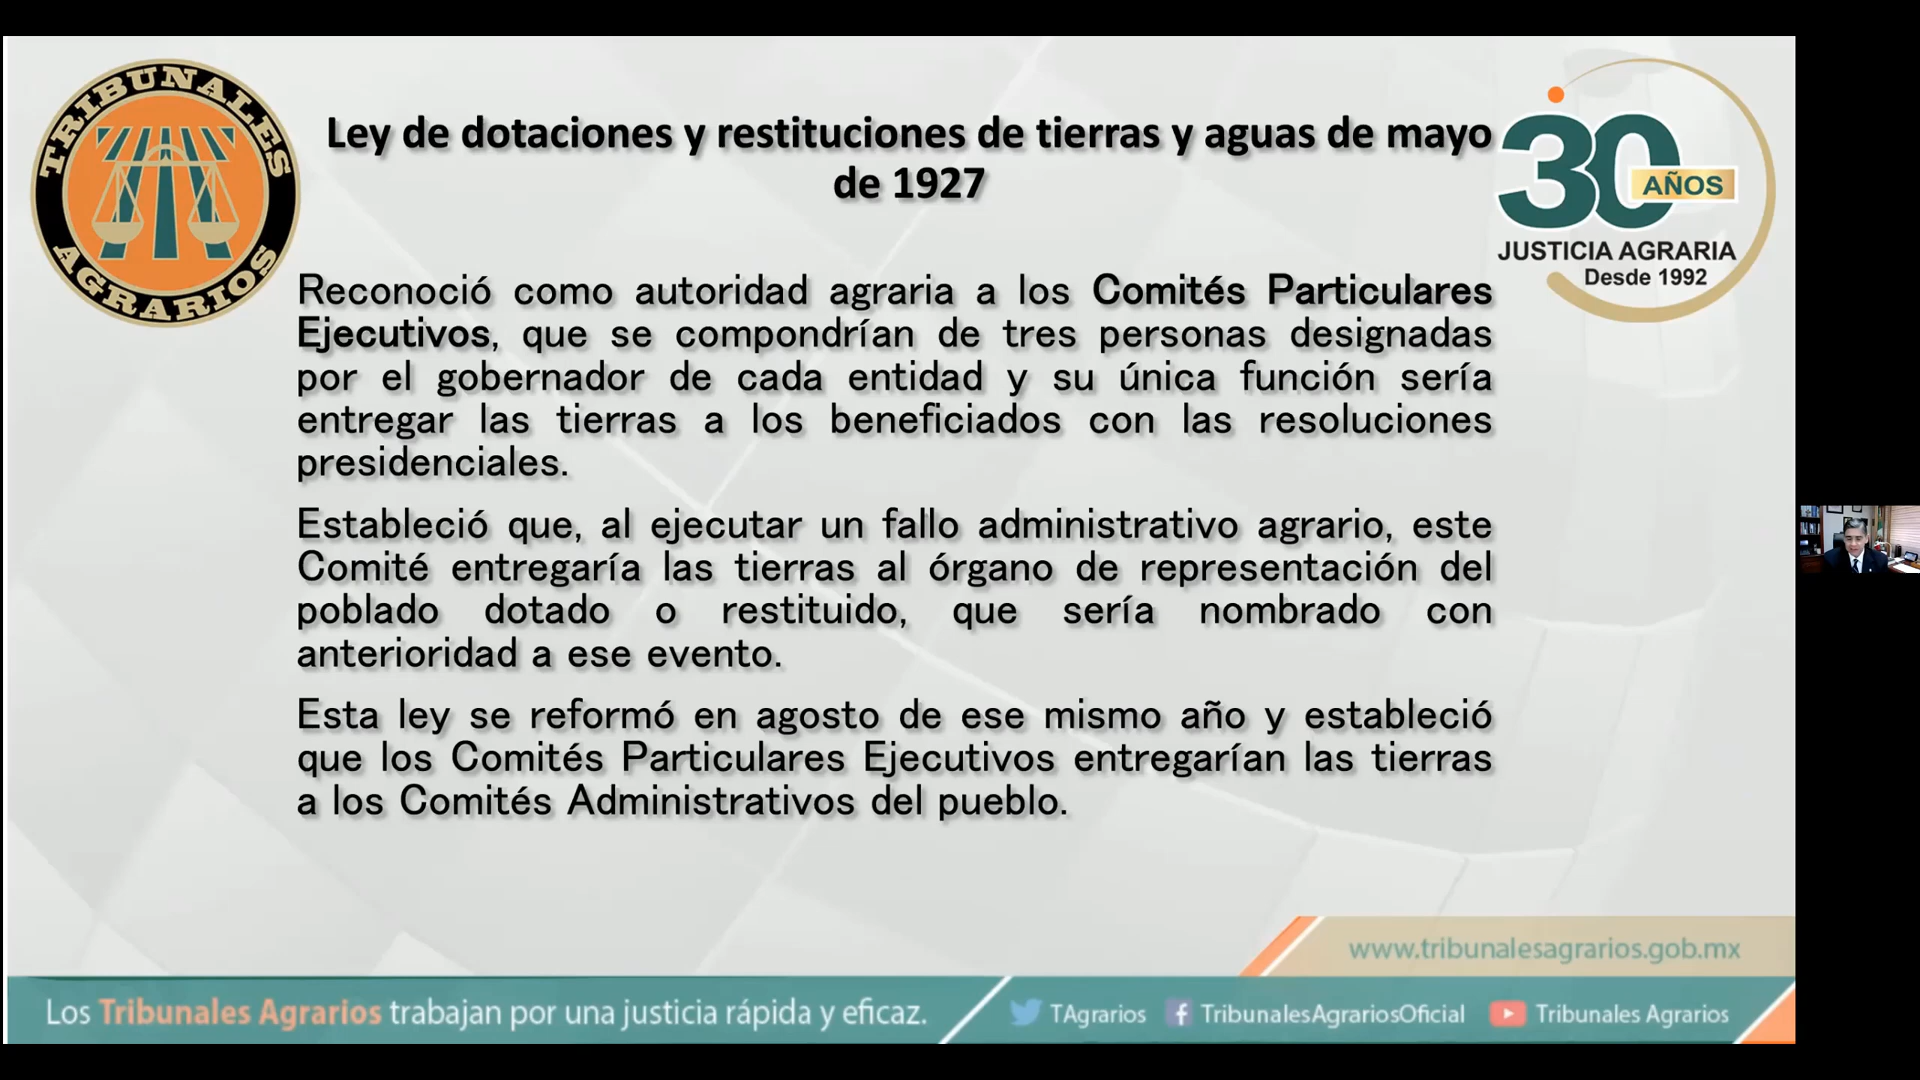 TRIBUNALES
AGRARIOS
Ley de dotaciones y restituciones de tierras y aguas de mayo
de 1927
30
AÑOS
JUSTICIA AGRARIA
Desde 1992
Reconoció como autoridad agraria a los Comités Particulares
Ejecutivos, que se compondrían de tres personas designadas
por el gobernador de cada entidad y su única función sería
entregar las tierras a los beneficiados con las resoluciones
presidenciales.
Estableció que, al ejecutar un fallo administrativo agrario, este
Comité entregaría las tierras al órgano de representación del
poblado dotado o restituido, que sería nombrado con
anterioridad a ese evento.
Esta ley se reformó en agosto de ese mismo año y estableció
que los Comités Particulares Ejecutivos entregarían las tierras
a los Comités Administrativos del pueblo.
www.tribunalesagrarios.gob.mx
Los Tribunales Agrarios trabajan por una justicia rápida y eficaz.
TAgrarios
TribunalesAgrariosOficial
Tribunales Agrarios